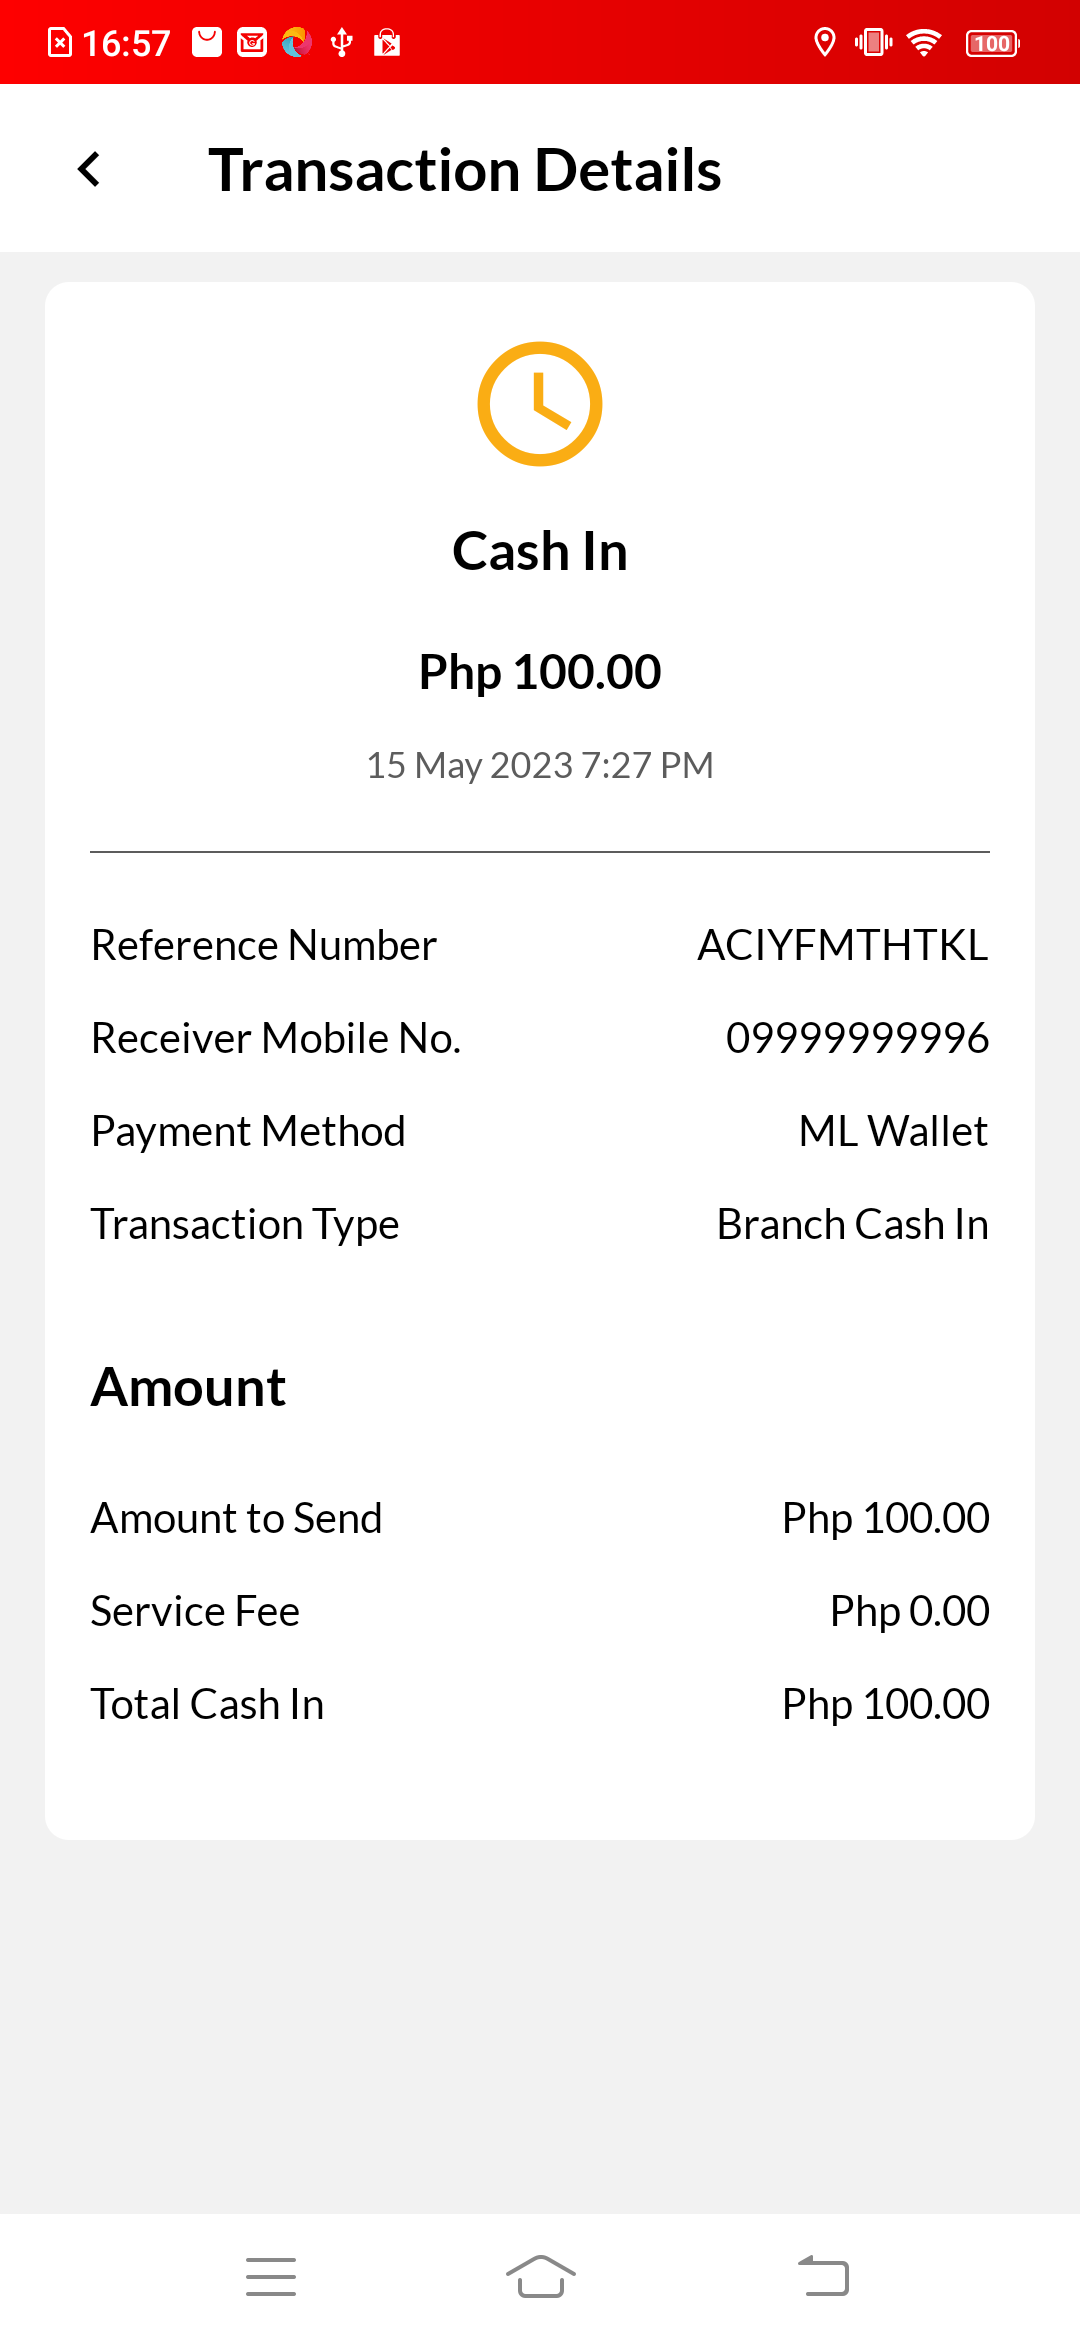 16:57
100
Transaction Details
Cash In
Php 100.00
15 May 2023 7:27 PM
Reference Number ACIYFMTHTKL
Receiver Mobile No. 09999999996
Payment Method ML Wallet
Transaction Type Branch Cash In
Amount
Amount to Send Php 100.00
Service Fee Php 0.00
Total Cash In Php 100.00